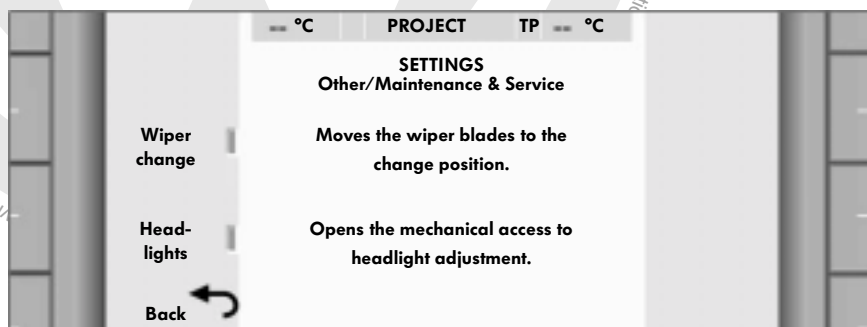 -- °C PROJECT TP -- °C
SETTINGS
Other/Maintenance & Service
Wiper
change
Moves the wiper blades to the
change position.
Head-
lights
Opens the mechanical access to
headlight adjustment.
Back